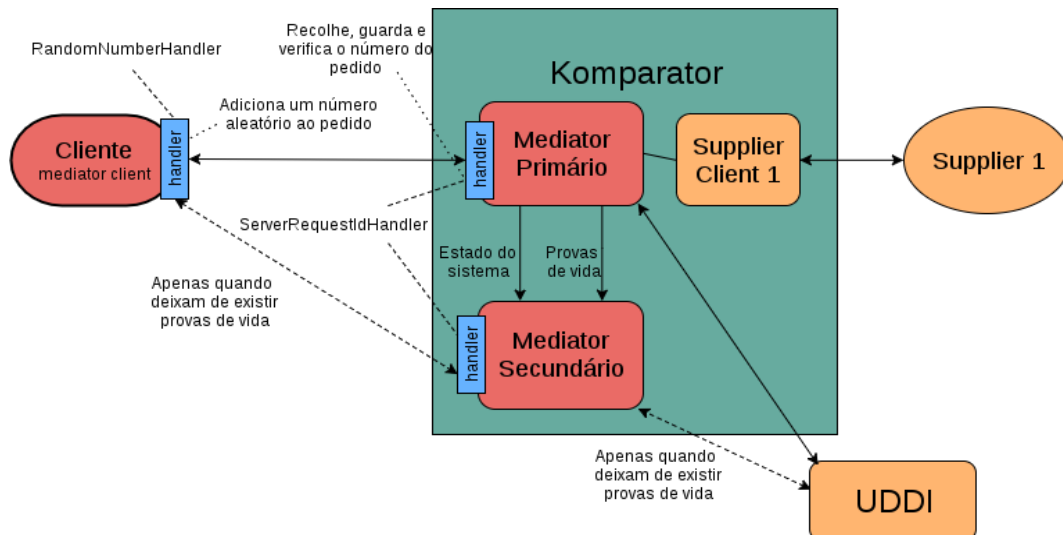 RandomNumberHandler
Recolhe, guarda e
verifica o número do
pedido
Komparator
Adiciona um número
aleatório ao pedido
Cliente
mediator client
handler
handler
Mediator
Primário
Supplier
Client 1
Supplier 1
ServerRequestIdHandler
Estado do
sistema
Provas
de vida
Apenas quando
deixam de existir
provas de vida
handler
Mediator
Secundário
Apenas quando
deixam de existir
provas de vida
UDDI